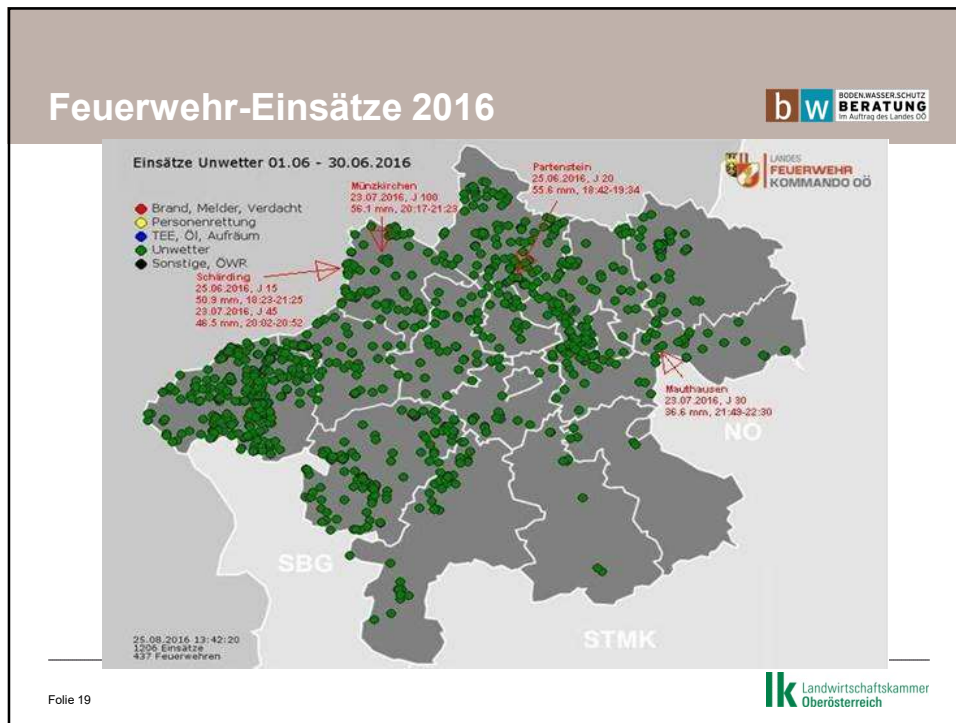 Feuerwehr-Einsätze 2016
b w BODEN.WASSER.SCHUTZ
BERATUNG
Im Auftrag des Landes OÖ
Einsätze Unwetter 01.06 - 30.06.2016
LANDES
FEUERWEHR
KOMMANDO OÖ
Brand, Melder, Verdacht
Personenrettung
TEE, Öl, Aufräum
Unwetter
Sonstige, ÖWR
Münzkirchen
23.07.2016, J 100
56.1 mm, 20:17-21:23
Partenstein
25.06.2016, J 20
55.6 mm, 18:42-19:34
Schärding
25.06.2016, J 15
50.9 mm, 18:23-21:25
23.07.2016, J 45
46.5 mm, 20:02-20:52
Mauthausen
23.07.2016, J 30
36.6 mm, 21:49-22:30
NÖ
SBG
STMK
25.08.2016 13:42:20
1206 Einsätze
437 Feuerwehren
Folie 19
lk Landwirtschaftskammer
Oberösterreich